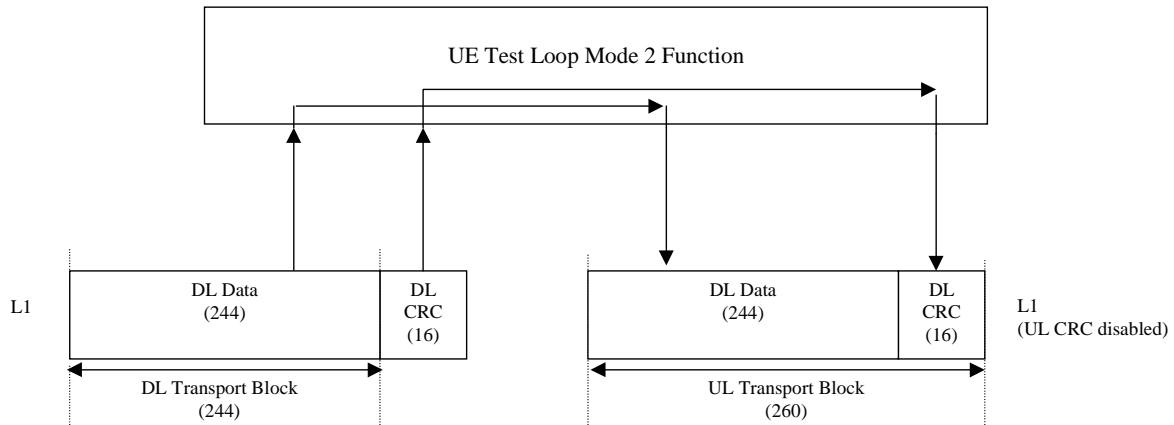 UE Test Loop Mode 2 Function
L1
DL Data
(244)
DL
CRC
(16)
DL Data
(244)
DL
CRC
(16)
L1
(UL CRC disabled)
DL Transport Block
(244)
UL Transport Block
(260)